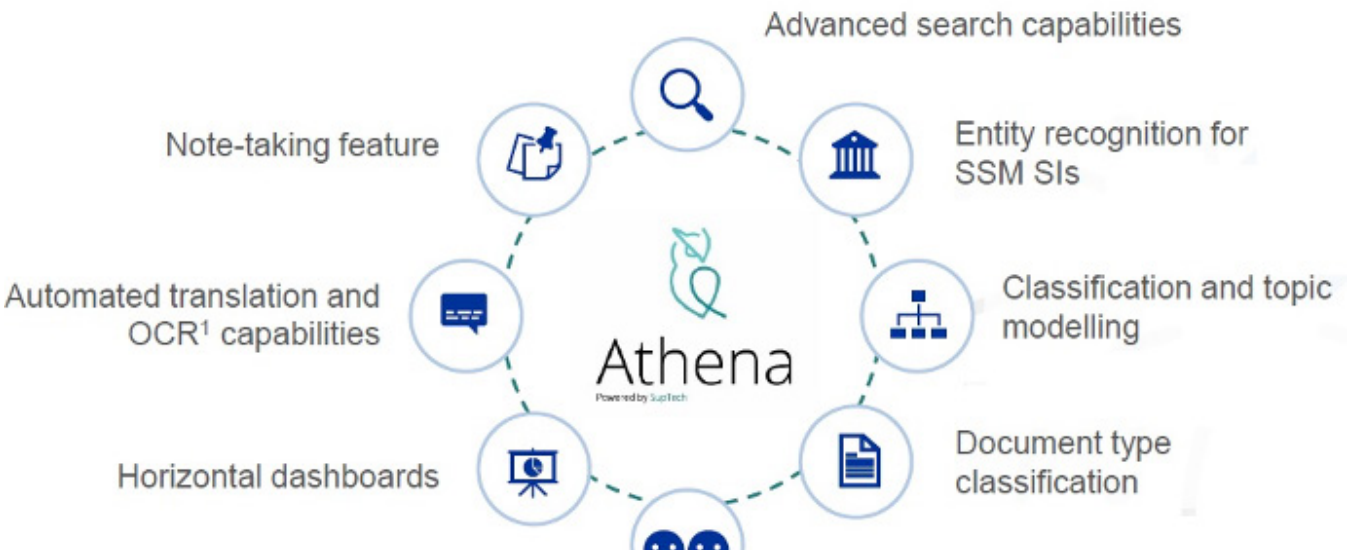 Advanced search capabilities
Entity recognition for
SSM SIs
Note-taking feature
Classification and topic
modelling
Automated translation and
OCR¹ capabilities
Athena
Powered by SupTech
Document type
classification
Horizontal dashboards